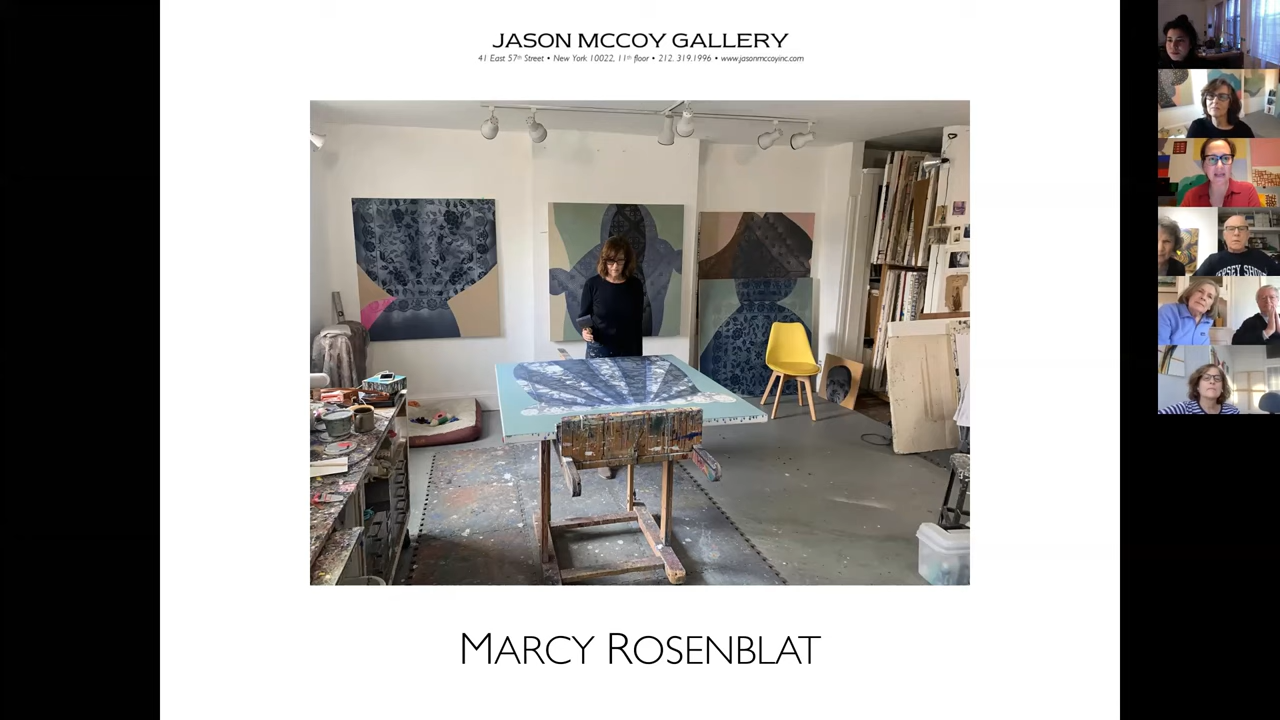 JASON MCCOY GALLERY
41 East 57th Street • New York 10022, 11th floor • 212. 319.1996 • www.jasonmccoyinc.com
MARCY ROSENBLAT